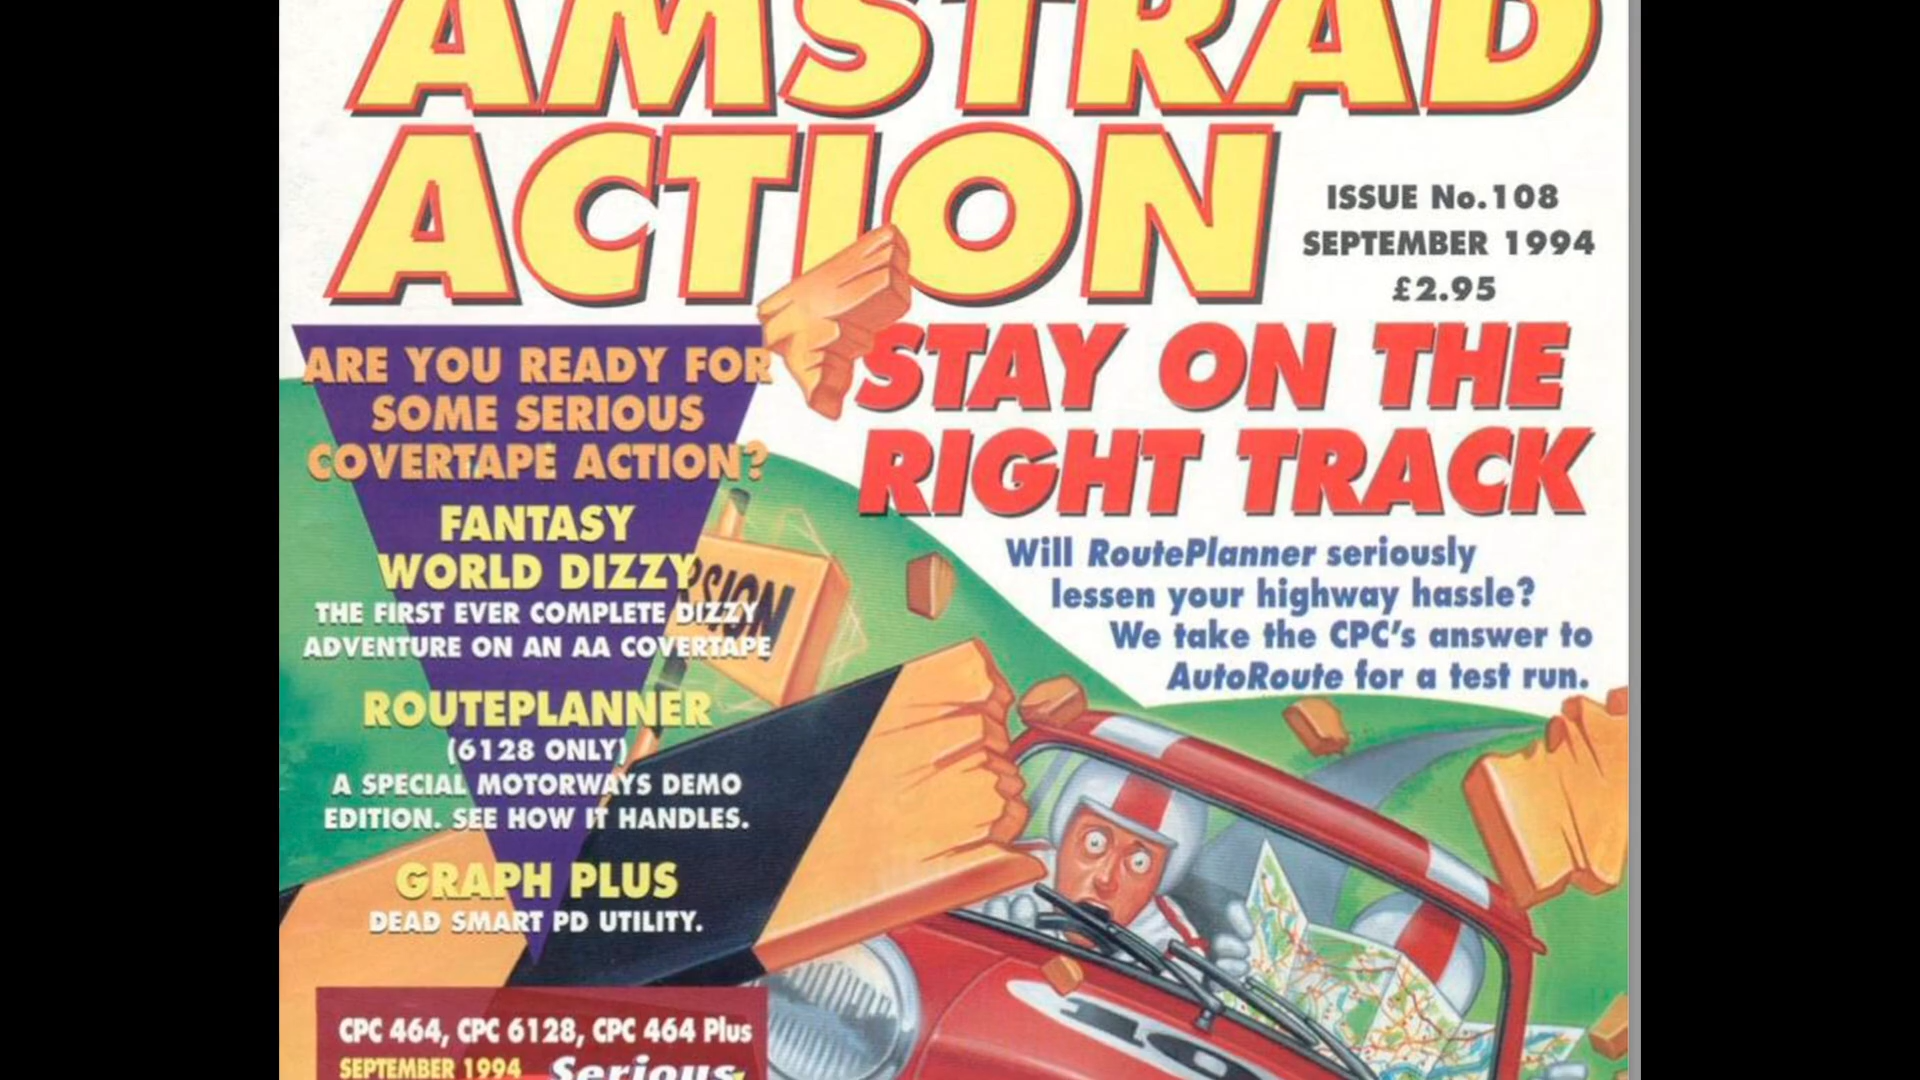 AMSTRAD
ACTION
ISSUE No.108
SEPTEMBER 1994
£2.95
ARE YOU READY FOR
SOME SERIOUS
COVERTAPE ACTION?
FANTASY
WORLD DIZZY
THE FIRST EVER COMPLETE DIZZY
ADVENTURE ON AN AA COVERTAPE
ROUTEPLANNER
(6128 ONLY)
A SPECIAL MOTORWAYS DEMO
EDITION. SEE HOW IT HANDLES.
GRAPH PLUS
DEAD SMART PD UTILITY.
STAY ON THE
RIGHT TRACK
Will RoutePlanner seriously
lessen your highway hassle?
We take the CPC's answer to
AutoRoute for a test run.
CPC 464, CPC 6128, CPC 464 Plus
SEPTEMBER 1994
Serious